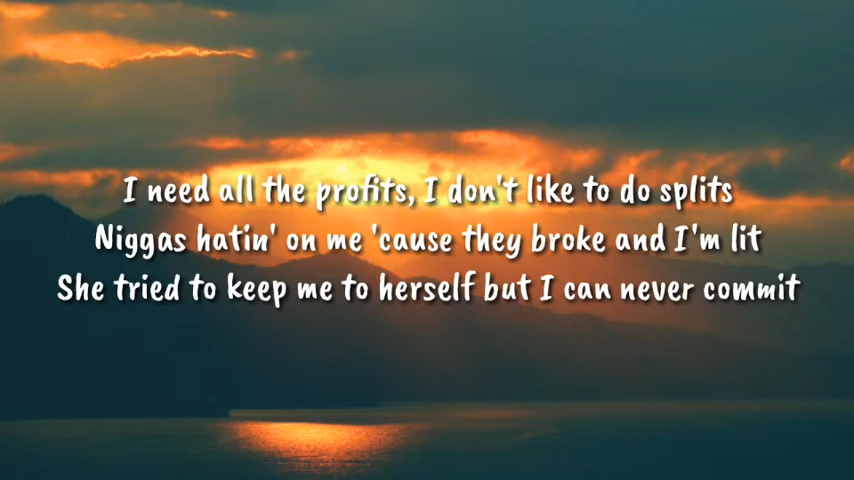 I need all the profits, I don't like to do splits
Niggas hatin' on me 'cause they broke and I'm lit
She tried to keep me to herself but I can never commit